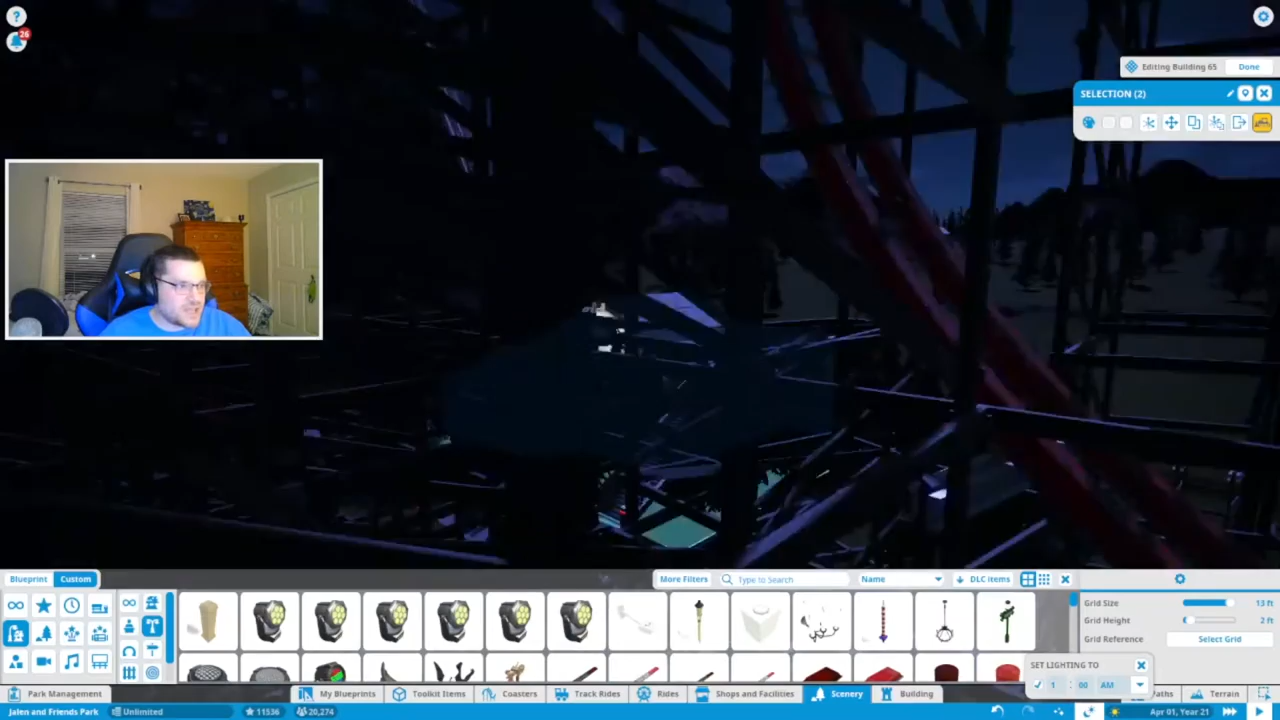 ?
26
Editing Building 65 Done
SELECTION (2)
Blueprint Custom
More Filters Type to Search Name DLC Items
Grid Size 13 ft
Grid Height 2 ft
Grid Reference Select Grid
SET LIGHTING TO
1 : 00 AM
Park Management My Blueprints Toolkit Items Coasters Track Rides Rides Shops and Facilities Scenery Building Paths Terrain
Jalen and Friends Park Unlimited 11536 20,274 Apr 01, Year 21